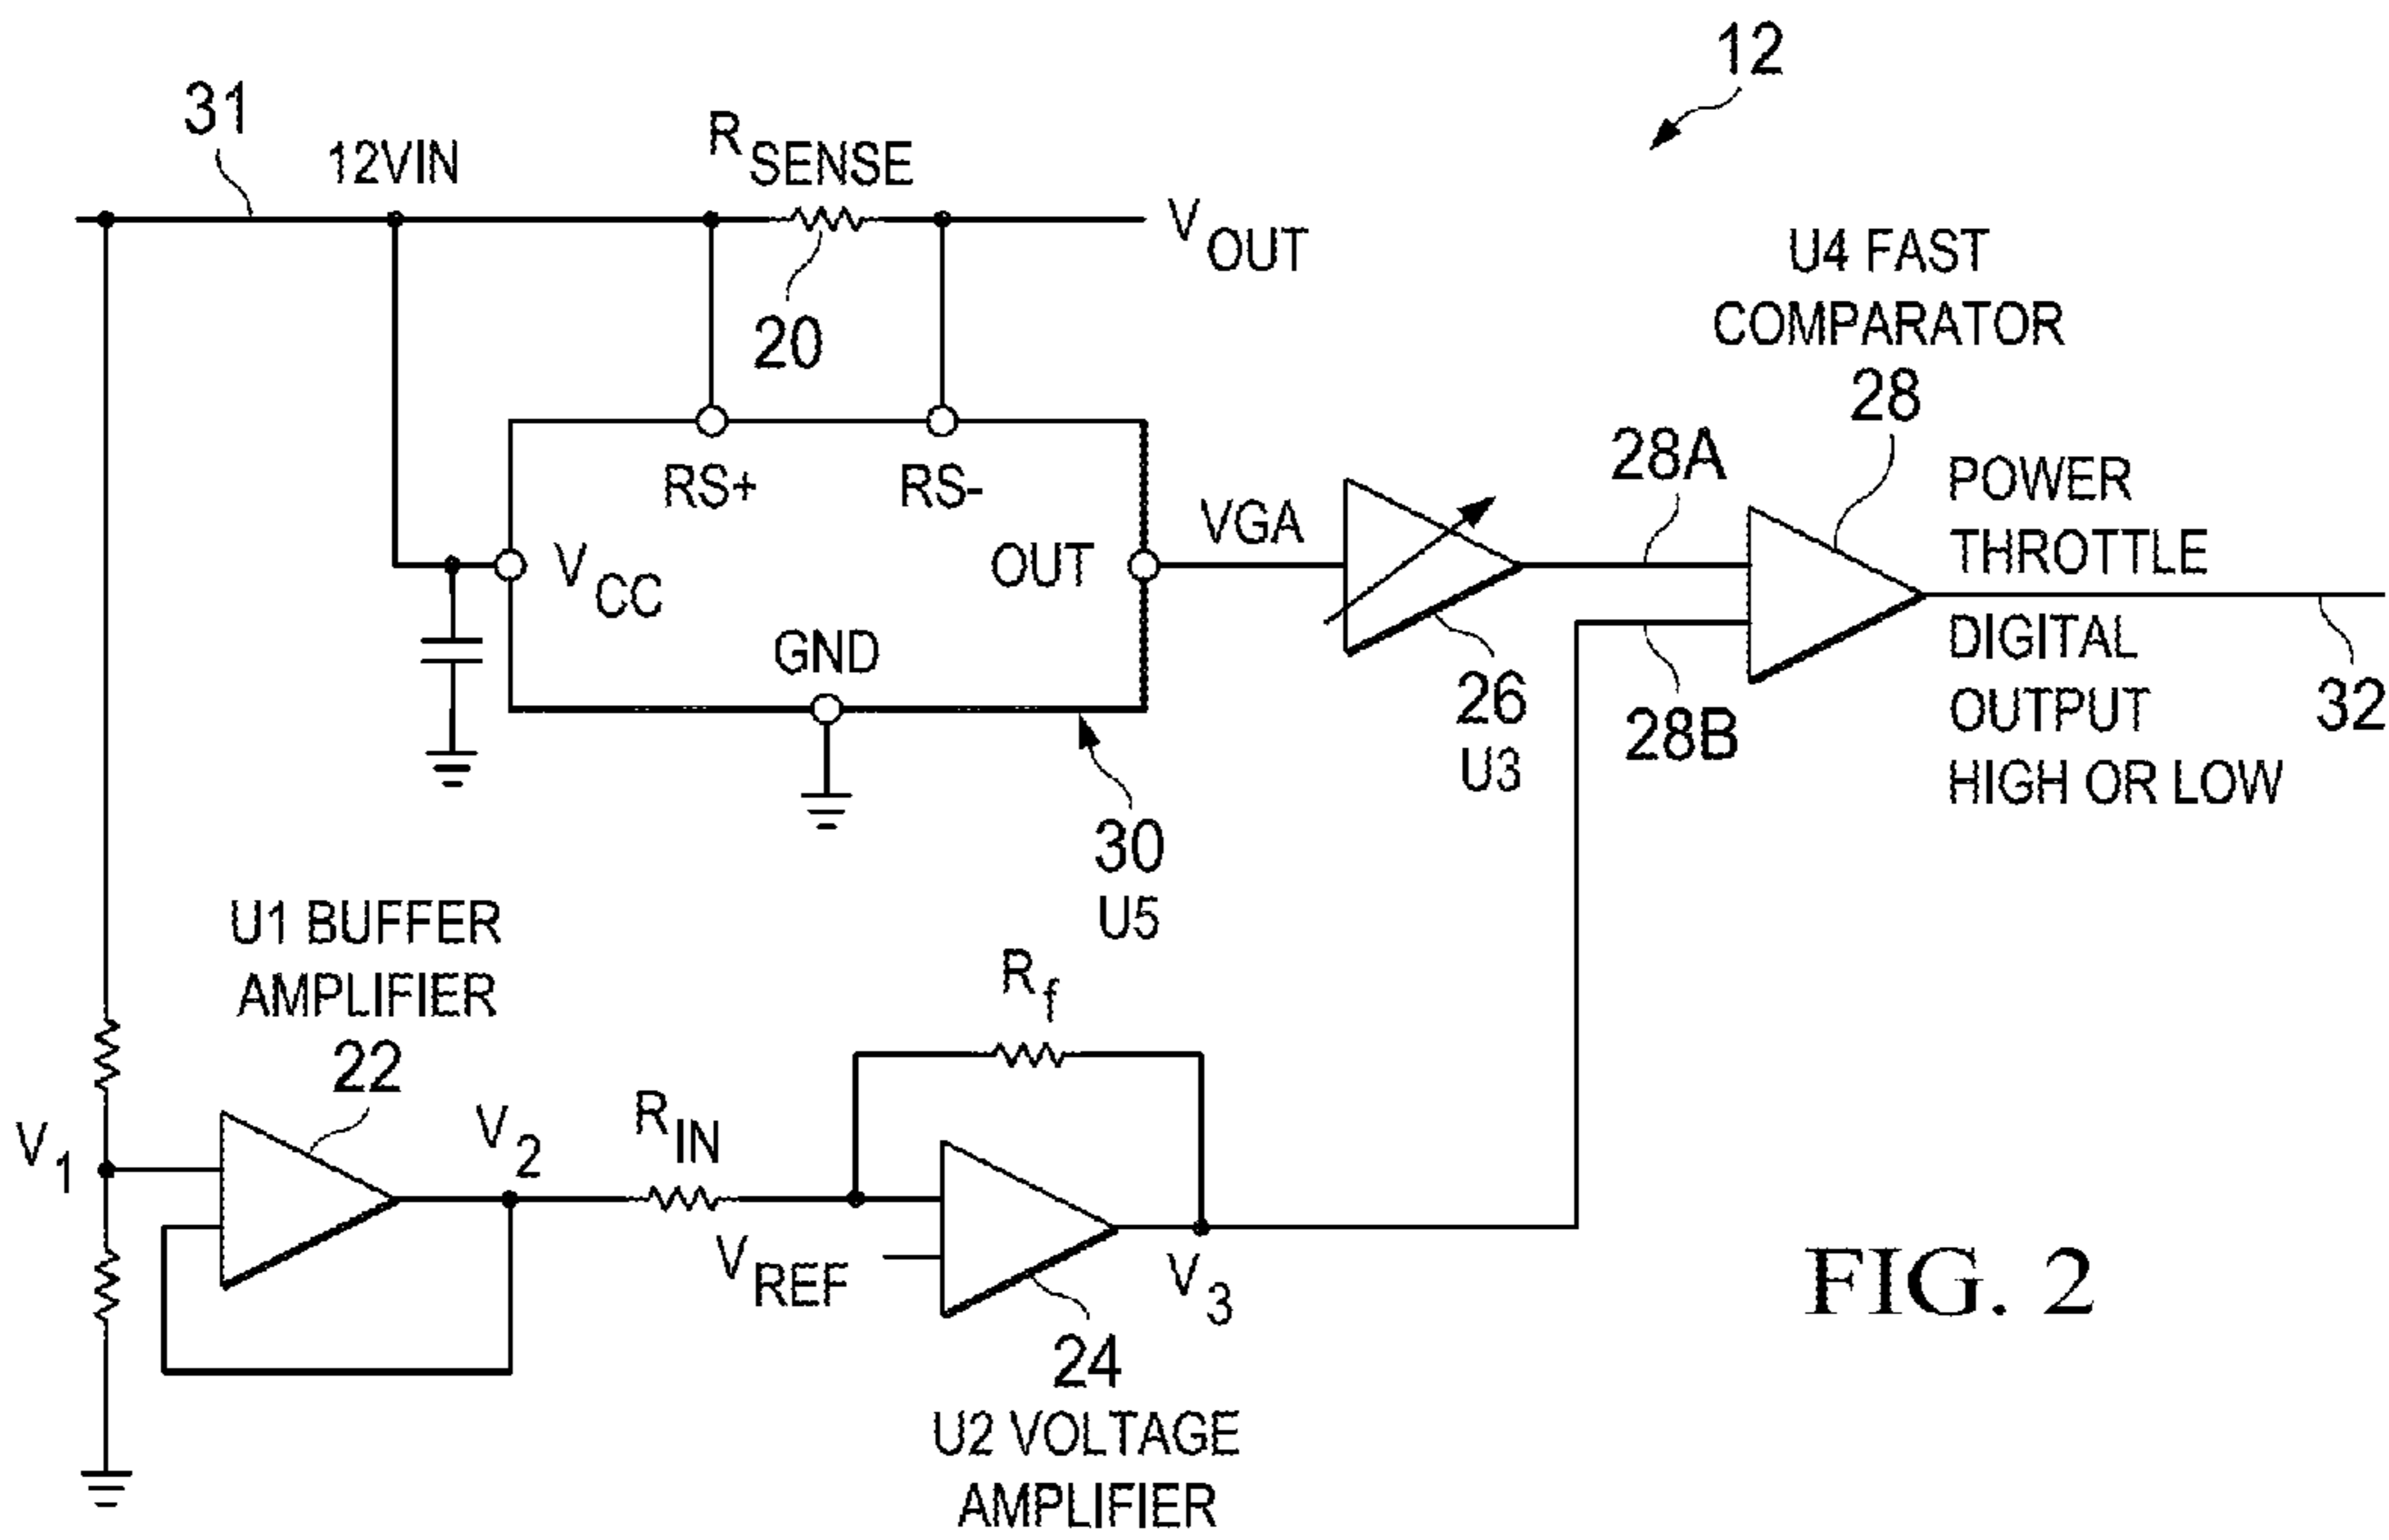 12
31
12VIN
RSENSE
VOUT
20
U4 FAST
COMPARATOR
28
RS+
RS-
VCC
OUT
GND
VGA
28A
28B
26
U3
POWER
THROTTLE
DIGITAL
OUTPUT
HIGH OR LOW
32
30
U5
U1 BUFFER
AMPLIFIER
22
V1
V2
RIN
Rf
VREF
V3
24
U2 VOLTAGE
AMPLIFIER
FIG. 2